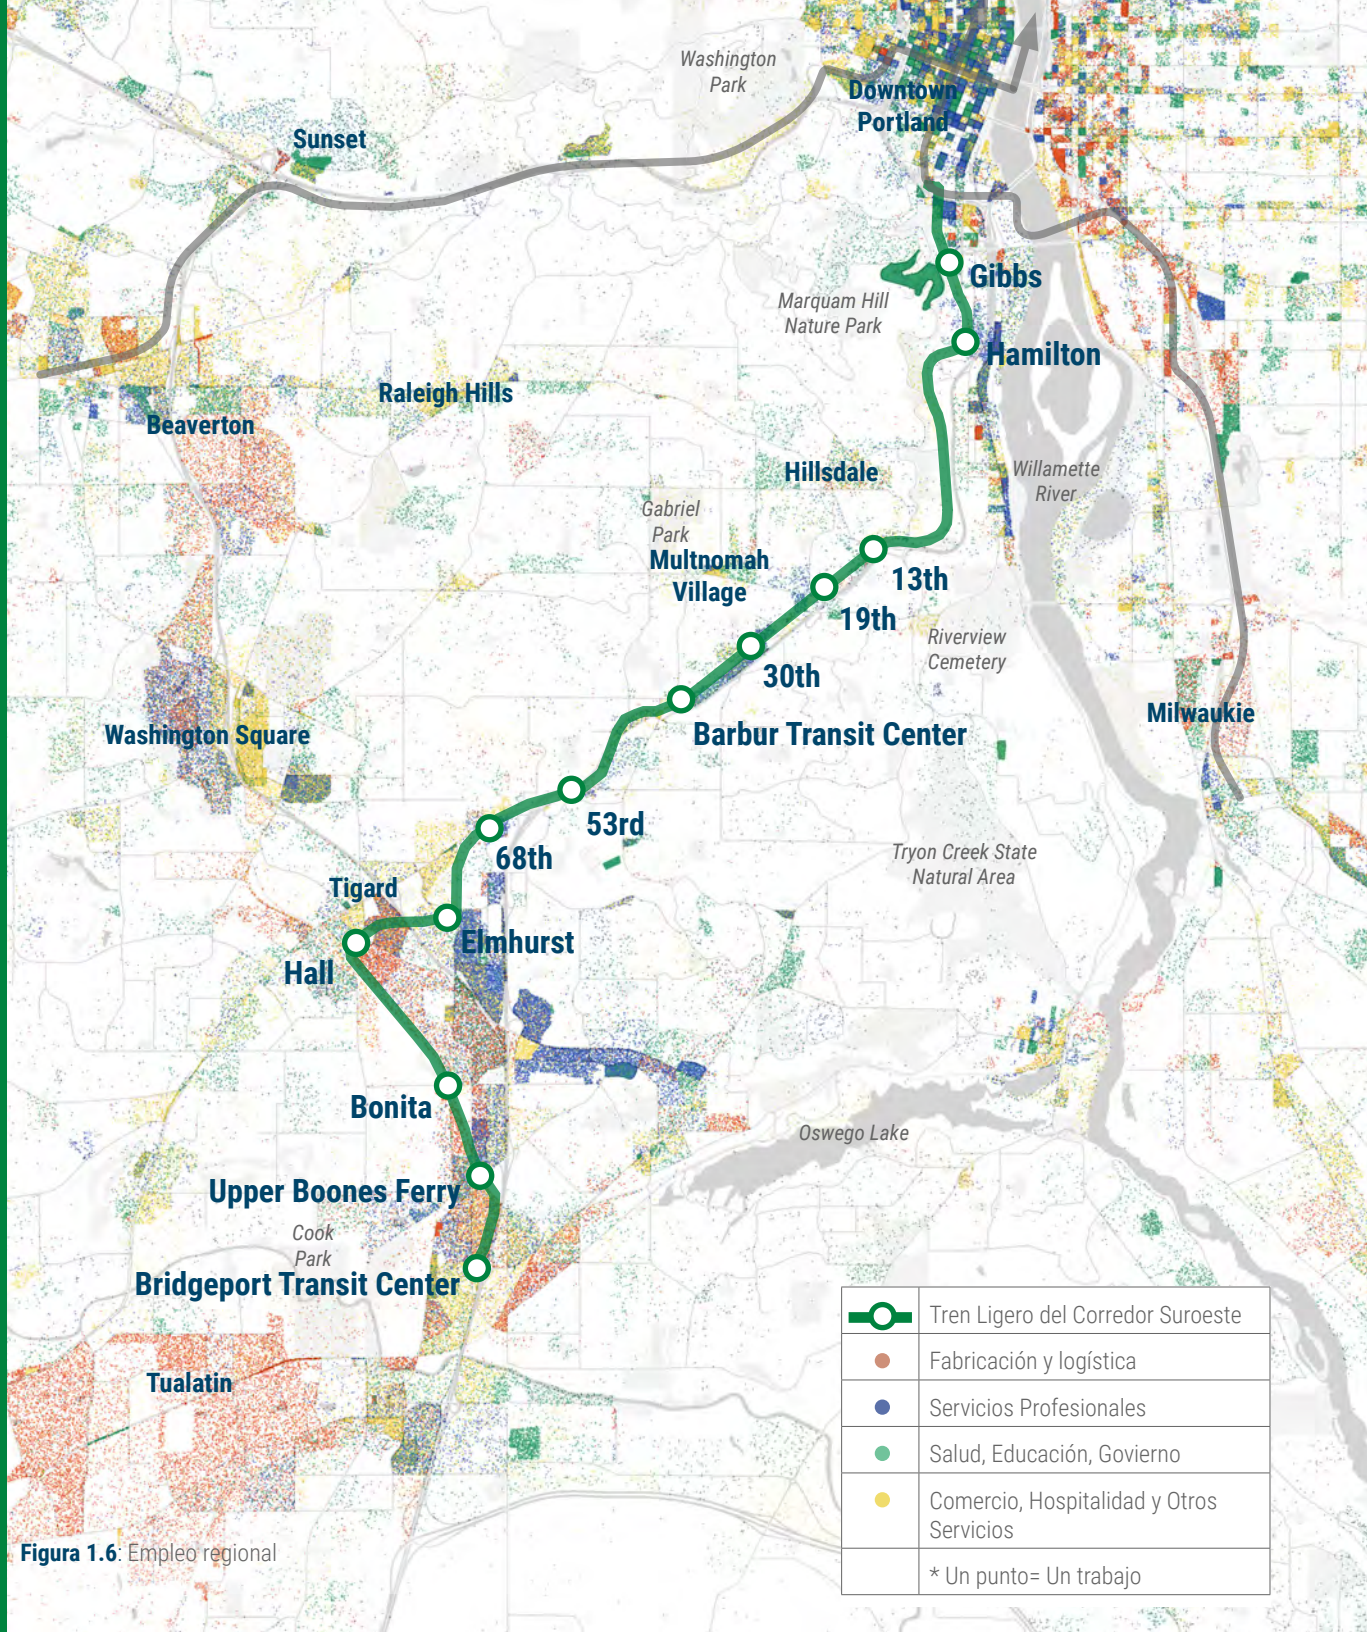 Washington
Park
Downtown
Portland
Sunset
Gibbs
Marquam Hill
Nature Park
Hamilton
Raleigh Hills
Beaverton
Hillsdale
Willamette
River
Gabriel
Park
Multnomah
Village
13th
19th
Riverview
Cemetery
30th
Milwaukie
Washington Square
Barbur Transit Center
53rd
68th
Tryon Creek State
Natural Area
Tigard
Elmhurst
Hall
Bonita
Oswego Lake
Upper Boones Ferry
Cook
Park
Bridgeport Transit Center
Tualatin
Tren Ligero del Corredor Suroeste
Fabricación y logística
Servicios Profesionales
Salud, Educación, Govierno
Comercio, Hospitalidad y Otros
Servicios
* Un punto= Un trabajo
Figura 1.6: Empleo regional